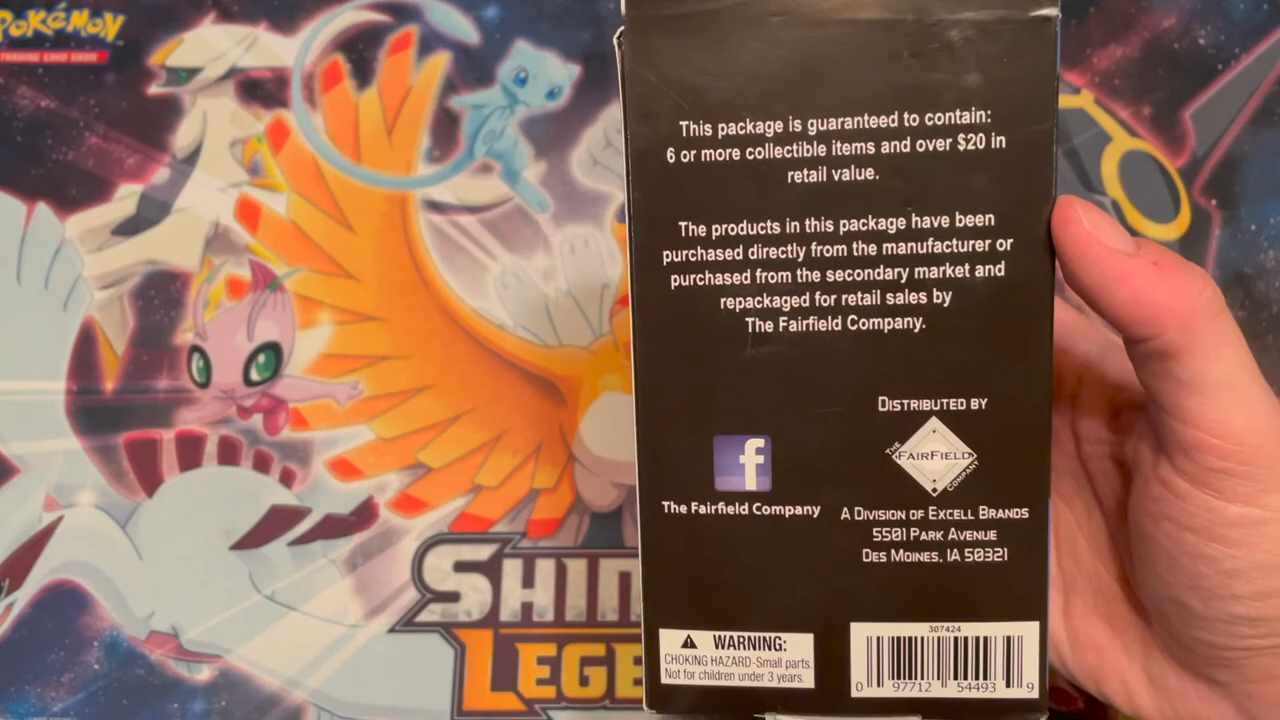 POKéMON
TRADING CARD GAME
This package is guaranteed to contain:
6 or more collectible items and over $20 in
retail value.
The products in this package have been
purchased directly from the manufacturer or
purchased from the secondary market and
repackaged for retail sales by
The Fairfield Company.
f
The Fairfield Company
DISTRIBUTED BY
THE
FAIRFIELD
COMPANY
A DIVISION OF EXCELL BRANDS
5501 PARK AVENUE
DES MOINES, IA 50321
SHIN
LEGE
WARNING:
CHOKING HAZARD-Small parts.
Not for children under 3 years.
307424
0 97712 54493 9